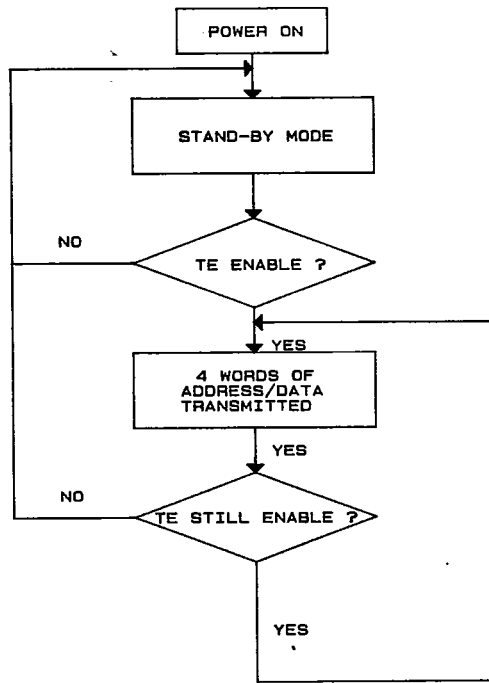 POWER ON
STAND-BY MODE
NO
TE ENABLE ?
YES
4 WORDS OF
ADDRESS/DATA
TRANSMITTED
YES
NO
TE STILL ENABLE ?
YES